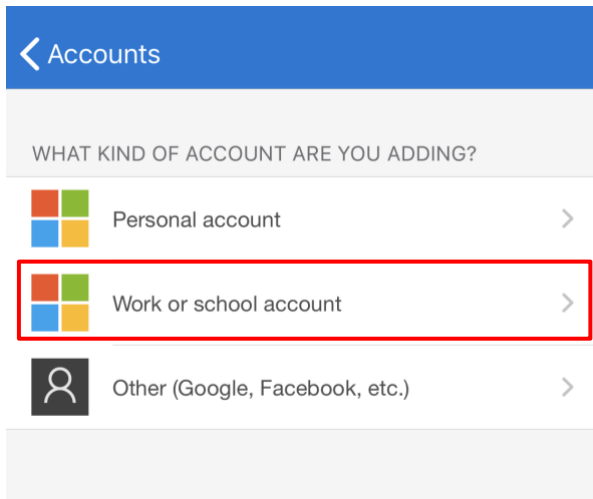 Accounts
WHAT KIND OF ACCOUNT ARE YOU ADDING?
Personal account
Work or school account
Other (Google, Facebook, etc.)